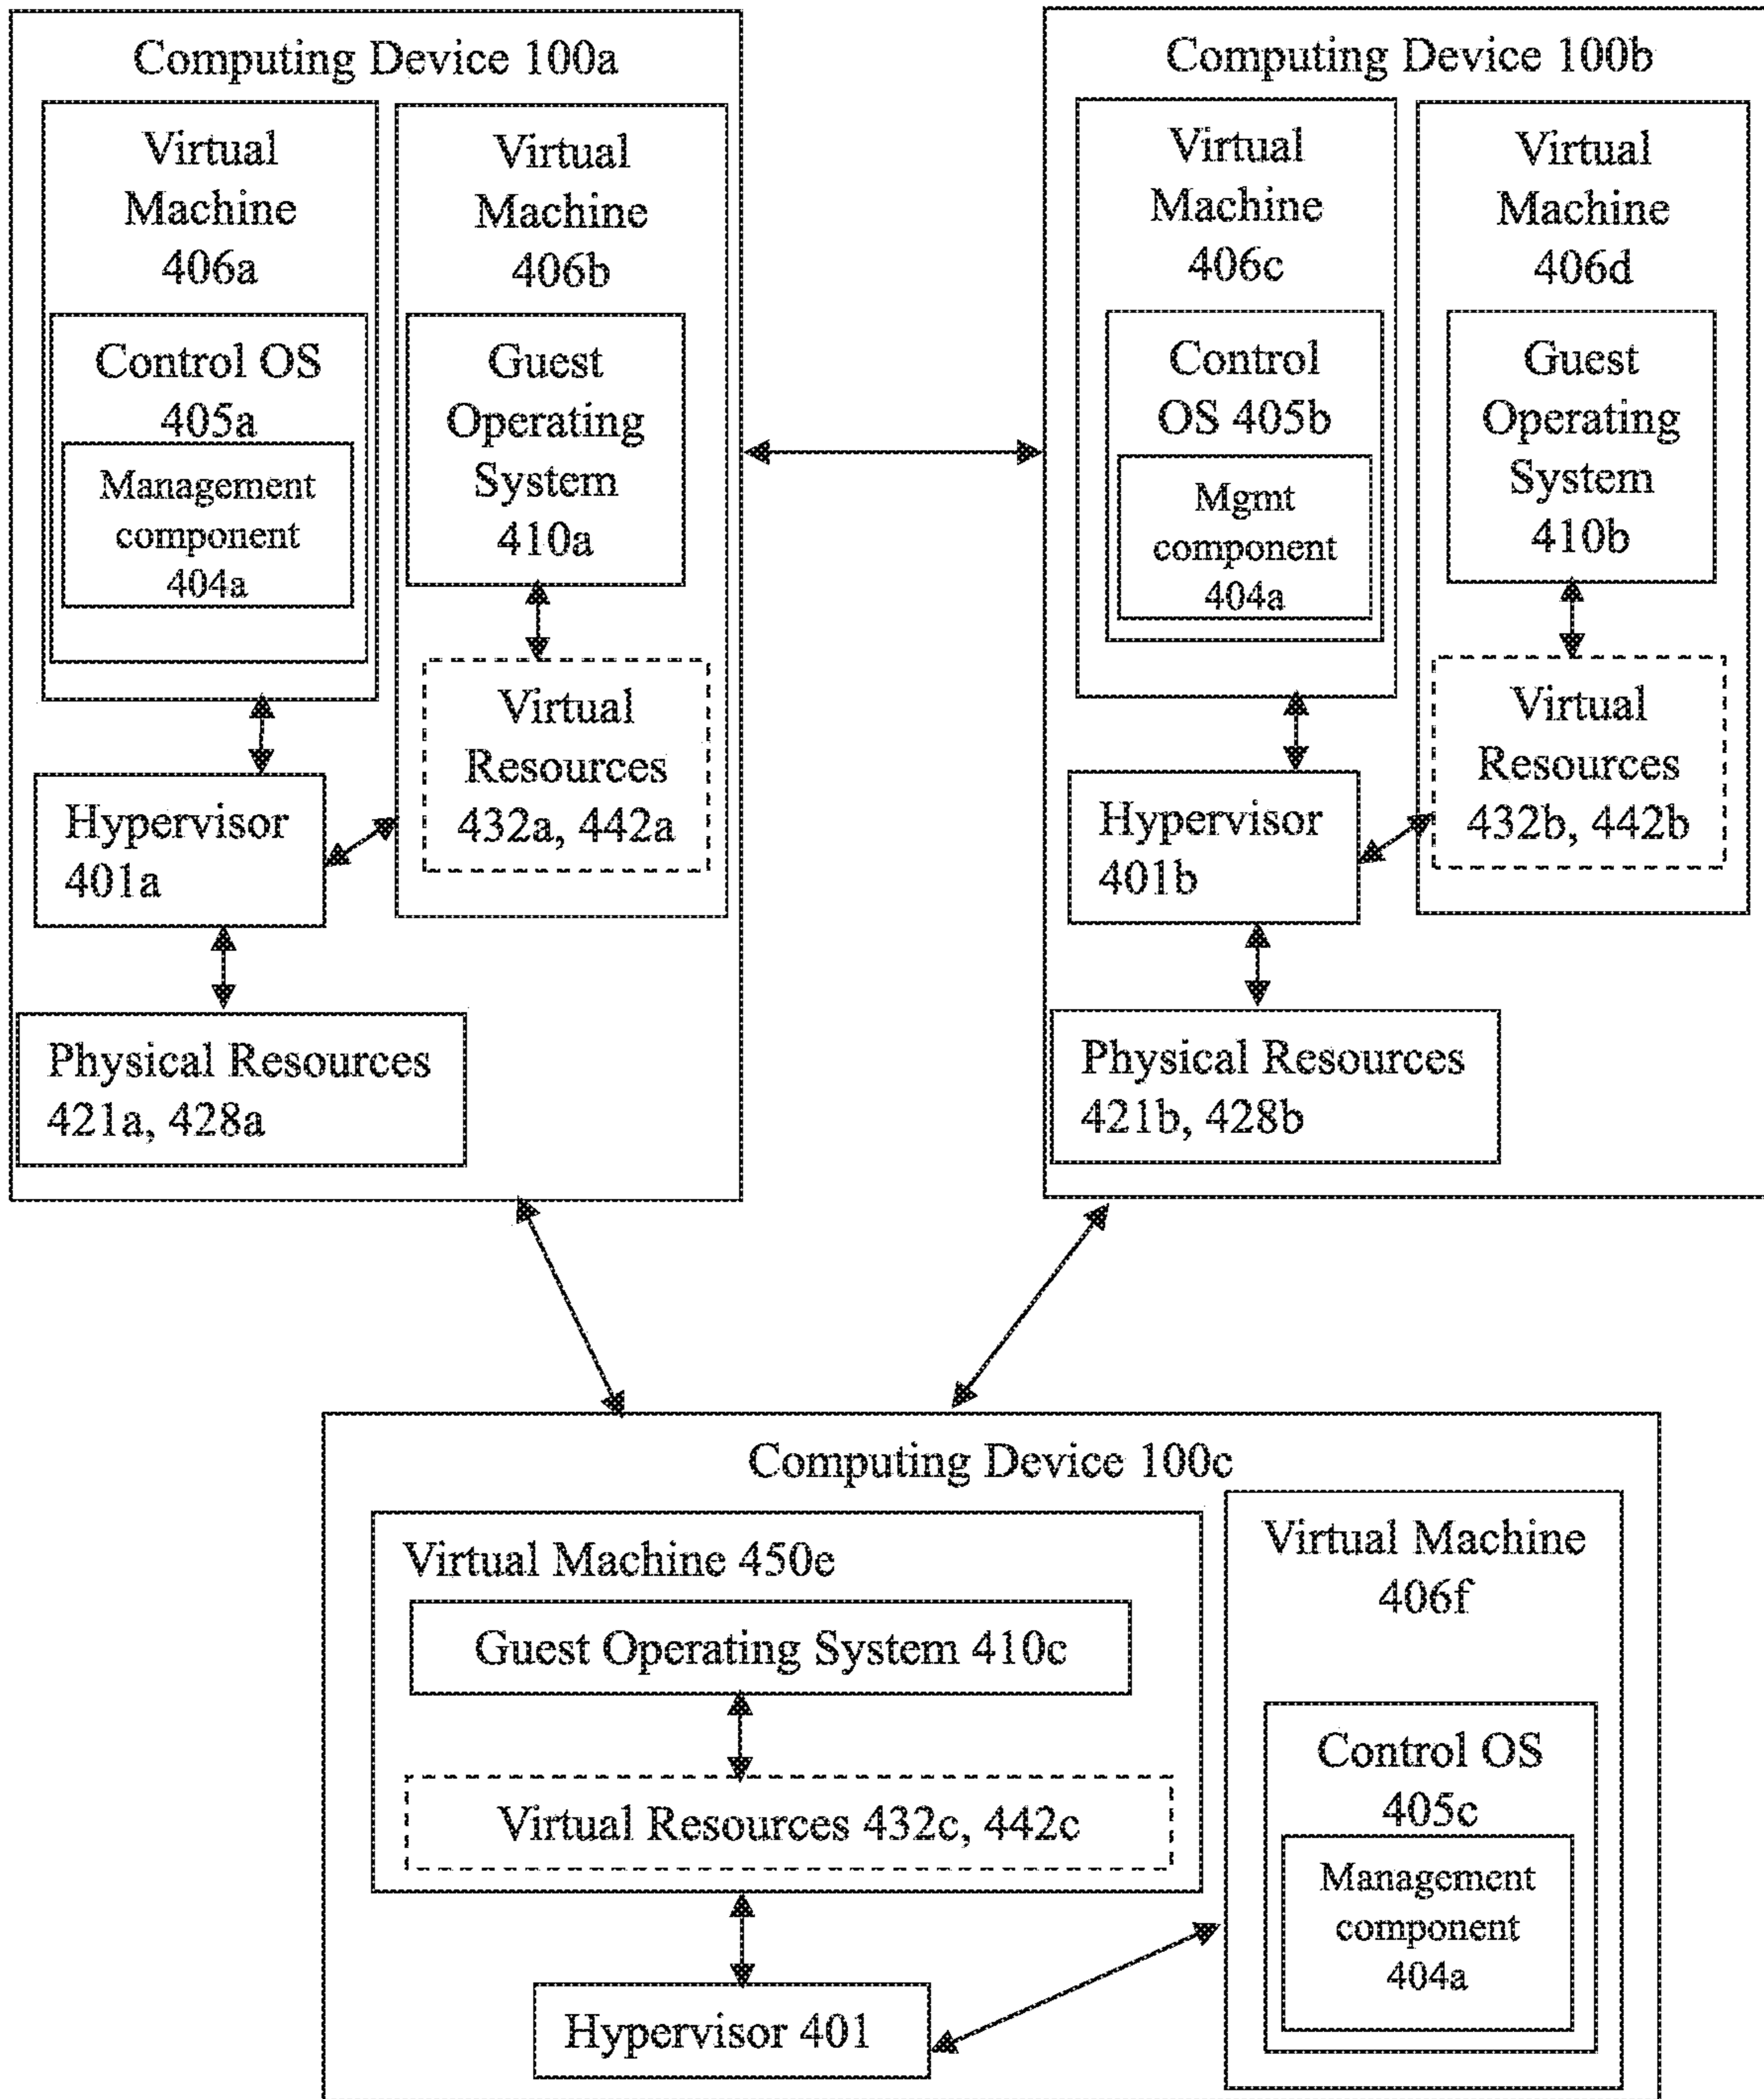 Computing Device 100a
Virtual
Machine
406a
Control OS
405a
Management
component
404a
Virtual
Machine
406b
Guest
Operating
System
410a
Virtual
Resources
432a, 442a
Hypervisor
401a
Physical Resources
421a, 428a
Computing Device 100b
Virtual
Machine
406c
Control
OS 405b
Mgmt
component
404a
Virtual
Machine
406d
Guest
Operating
System
410b
Virtual
Resources
432b, 442b
Hypervisor
401b
Physical Resources
421b, 428b
Computing Device 100c
Virtual Machine 450e
Guest Operating System 410c
Virtual Resources 432c, 442c
Hypervisor 401
Virtual Machine
406f
Control OS
405c
Management
component
404a